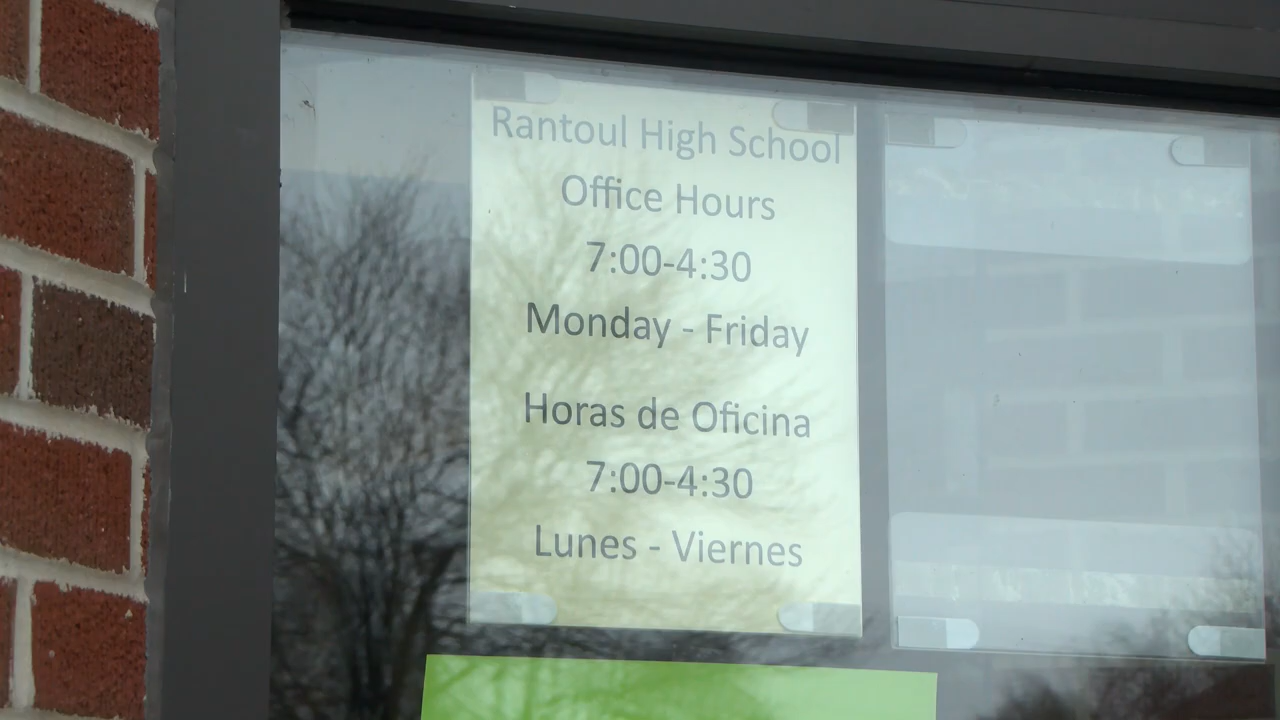 Rantoul High School
Office Hours
7:00-4:30
Monday - Friday
Horas de Oficina
7:00-4:30
Lunes - Viernes